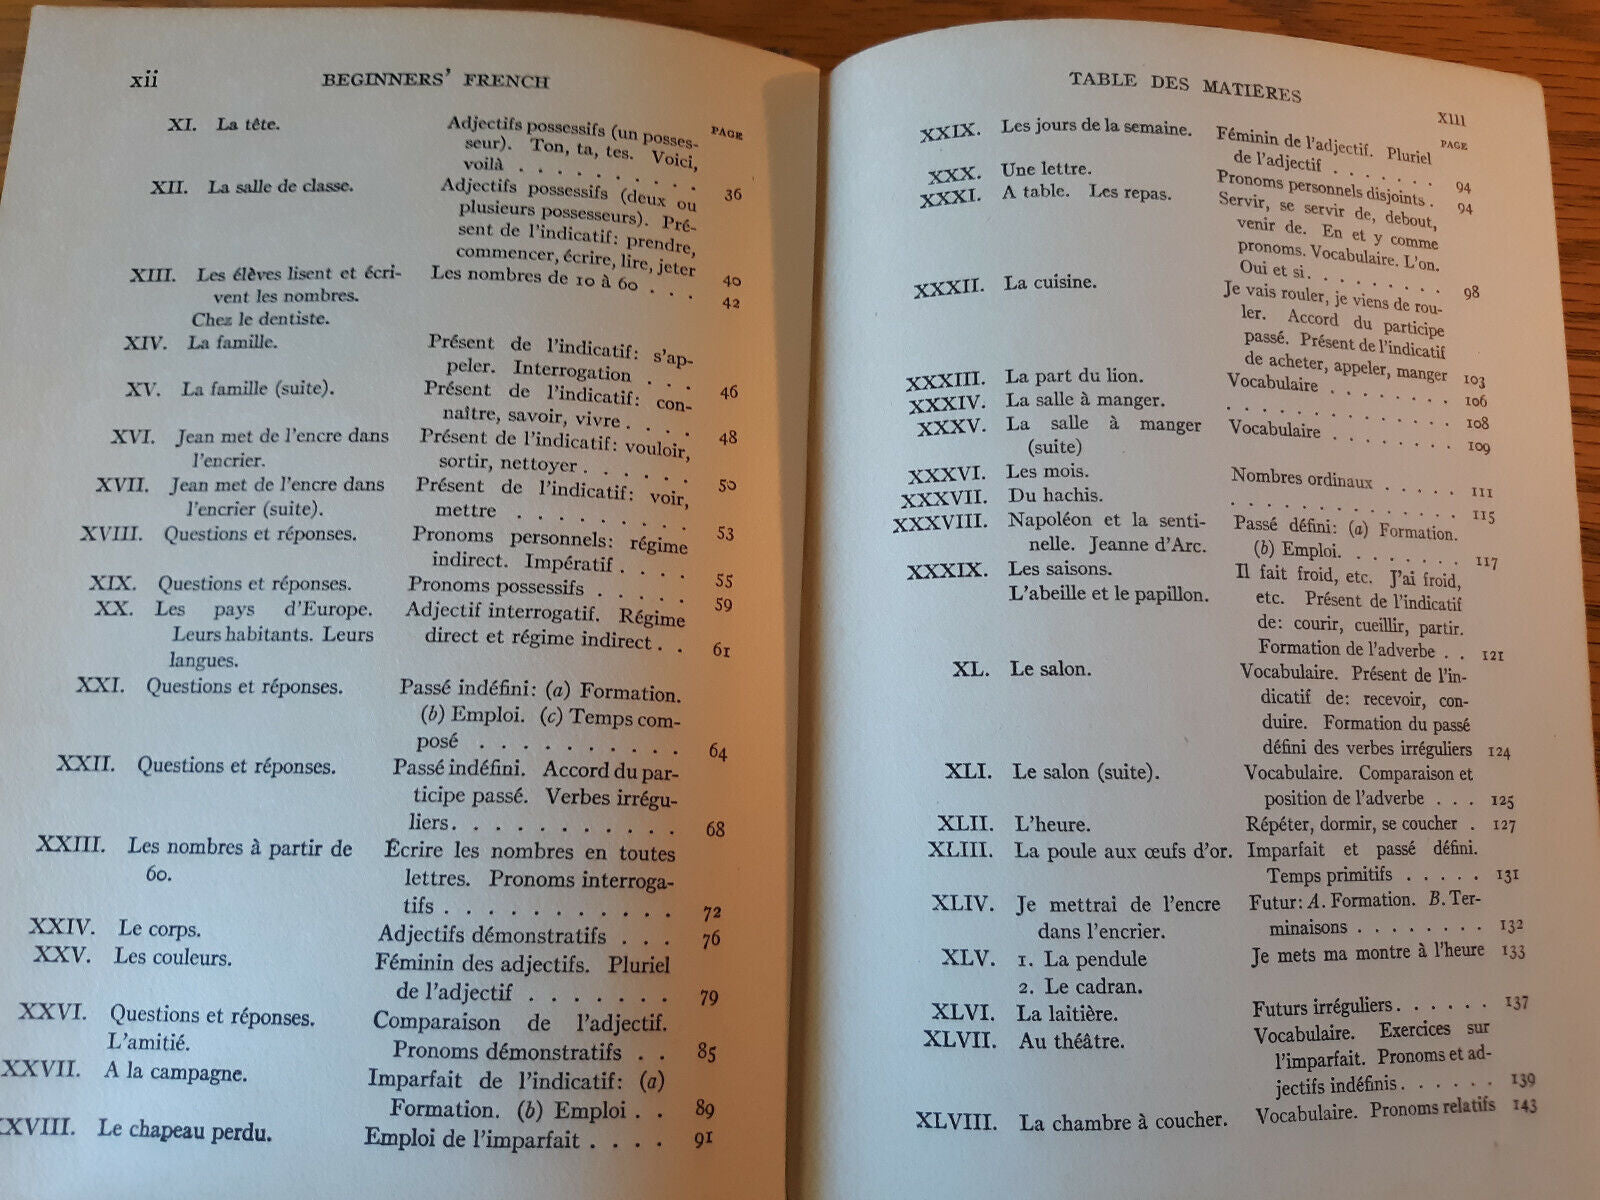 xii BEGINNERS' FRENCH
PAGE
XI. La tête. Adjectifs possessifs (un posses-
seur). Ton, ta, tes. Voici,
voilà . . . . . . . . . . 36
XII. La salle de classe. Adjectifs possessifs (deux ou
plusieurs possesseurs). Pré-
sent de l'indicatif: prendre,
commencer, écrire, lire, jeter 40
XIII. Les élèves lisent et écri- Les nombres de 10 à 60 . . . 42
vent les nombres.
Chez le dentiste.
XIV. La famille. Présent de l'indicatif: s'ap-
peler. Interrogation . . . 46
XV. La famille (suite). Présent de l'indicatif: con-
naître, savoir, vivre . . . . 48
XVI. Jean met de l'encre dans Présent de l'indicatif: vouloir,
l'encrier. sortir, nettoyer . . . . . . 50
XVII. Jean met de l'encre dans Présent de l'indicatif: voir,
l'encrier (suite). mettre . . . . . . . . . 53
XVIII. Questions et réponses. Pronoms personnels: régime
indirect. Impératif . . . . 55
XIX. Questions et réponses. Pronoms possessifs . . . . . 59
XX. Les pays d'Europe. Adjectif interrogatif. Régime
Leurs habitants. Leurs direct et régime indirect . . 61
langues.
XXI. Questions et réponses. Passé indéfini: (a) Formation.
(b) Emploi. (c) Temps com-
posé . . . . . . . . . . 64
XXII. Questions et réponses. Passé indéfini. Accord du par-
ticipe passé. Verbes irrégu-
liers. . . . . . . . . . . 68
XXIII. Les nombres à partir de Écrire les nombres en toutes
60. lettres. Pronoms interroga-
tifs . . . . . . . . . . . 72
XXIV. Le corps. Adjectifs démonstratifs . . . 76
XXV. Les couleurs. Féminin des adjectifs. Pluriel
de l'adjectif . . . . . . . 79
XXVI. Questions et réponses. Comparaison de l'adjectif.
L'amitié. Pronoms démonstratifs . . 85
XXVII. A la campagne. Imparfait de l'indicatif: (a)
Formation. (b) Emploi . . 89
XXVIII. Le chapeau perdu. Emploi de l'imparfait . . . . 91
TABLE DES MATIERES XIII
PAGE
XXIX. Les jours de la semaine. Féminin de l'adjectif. Pluriel
de l'adjectif . . . . . . . 94
XXX. Une lettre. Pronoms personnels disjoints . 94
XXXI. A table. Les repas. Servir, se servir de, debout,
venir de. En et y comme
pronoms. Vocabulaire. L'on.
Oui et si. . . . . . . . . 98
XXXII. La cuisine. Je vais rouler, je viens de rou-
ler. Accord du participe
passé. Présent de l'indicatif
de acheter, appeler, manger 103
XXXIII. La part du lion. Vocabulaire . . . . . . . . 106
XXXIV. La salle à manger. . . . . . . . . . . . . . 108
XXXV. La salle à manger Vocabulaire . . . . . . . . 109
(suite)
XXXVI. Les mois. Nombres ordinaux . . . . . 111
XXXVII. Du hachis. . . . . . . . . . . . . . 115
XXXVIII. Napoléon et la senti- Passé défini: (a) Formation.
nelle. Jeanne d'Arc. (b) Emploi. . . . . . . . 117
XXXIX. Les saisons. Il fait froid, etc. J'ai froid,
L'abeille et le papillon. etc. Présent de l'indicatif
de: courir, cueillir, partir.
Formation de l'adverbe . . 121
XL. Le salon. Vocabulaire. Présent de l'in-
dicatif de: recevoir, con-
duire. Formation du passé
défini des verbes irréguliers 124
XLI. Le salon (suite). Vocabulaire. Comparaison et
position de l'adverbe . . . 125
XLII. L'heure. Répéter, dormir, se coucher . 127
XLIII. La poule aux œufs d'or. Imparfait et passé défini.
Temps primitifs . . . . . 131
XLIV. Je mettrai de l'encre Futur: A. Formation. B. Ter-
dans l'encrier. minaisons . . . . . . . . 132
XLV. 1. La pendule Je mets ma montre à l'heure 133
2. Le cadran.
XLVI. La laitière. Futurs irréguliers. . . . . . 137
XLVII. Au théâtre. Vocabulaire. Exercices sur
l'imparfait. Pronoms et ad-
jectifs indéfinis. . . . . . 139
XLVIII. La chambre à coucher. Vocabulaire. Pronoms relatifs 143